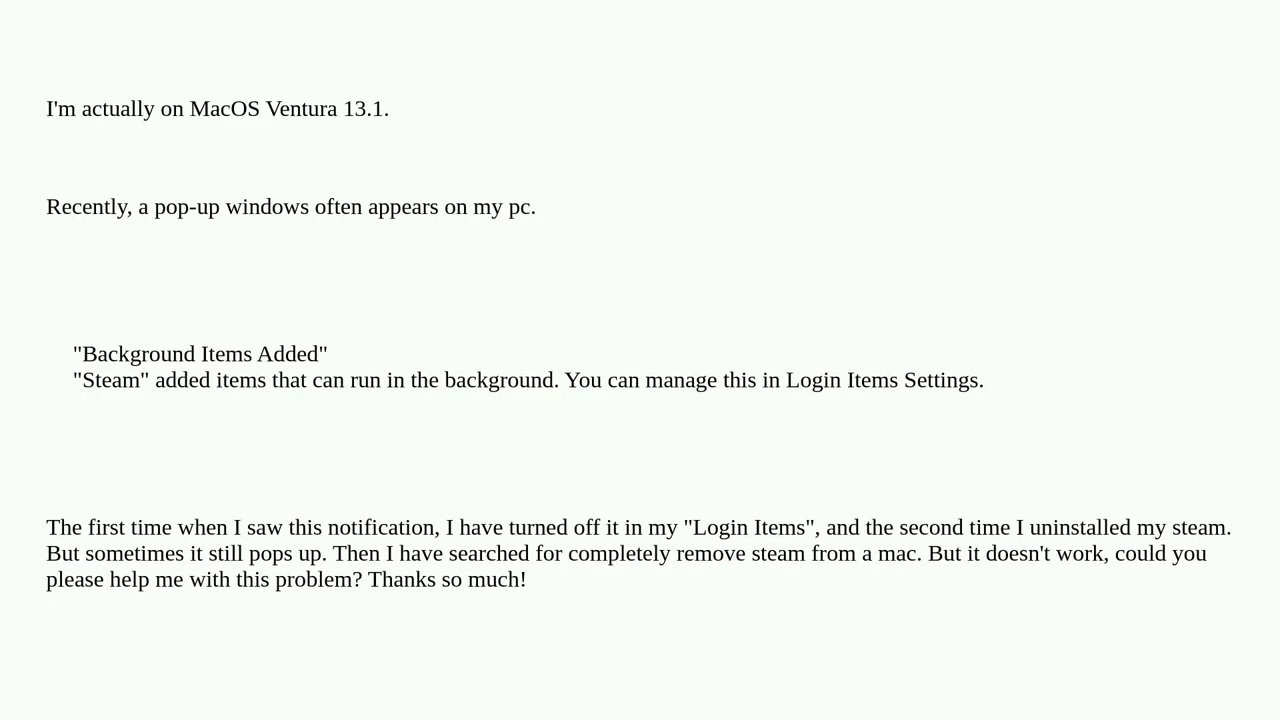 I'm actually on MacOS Ventura 13.1.
Recently, a pop-up windows often appears on my pc.
"Background Items Added"
"Steam" added items that can run in the background. You can manage this in Login Items Settings.
The first time when I saw this notification, I have turned off it in my "Login Items", and the second time I uninstalled my steam.
But sometimes it still pops up. Then I have searched for completely remove steam from a mac. But it doesn't work, could you
please help me with this problem? Thanks so much!